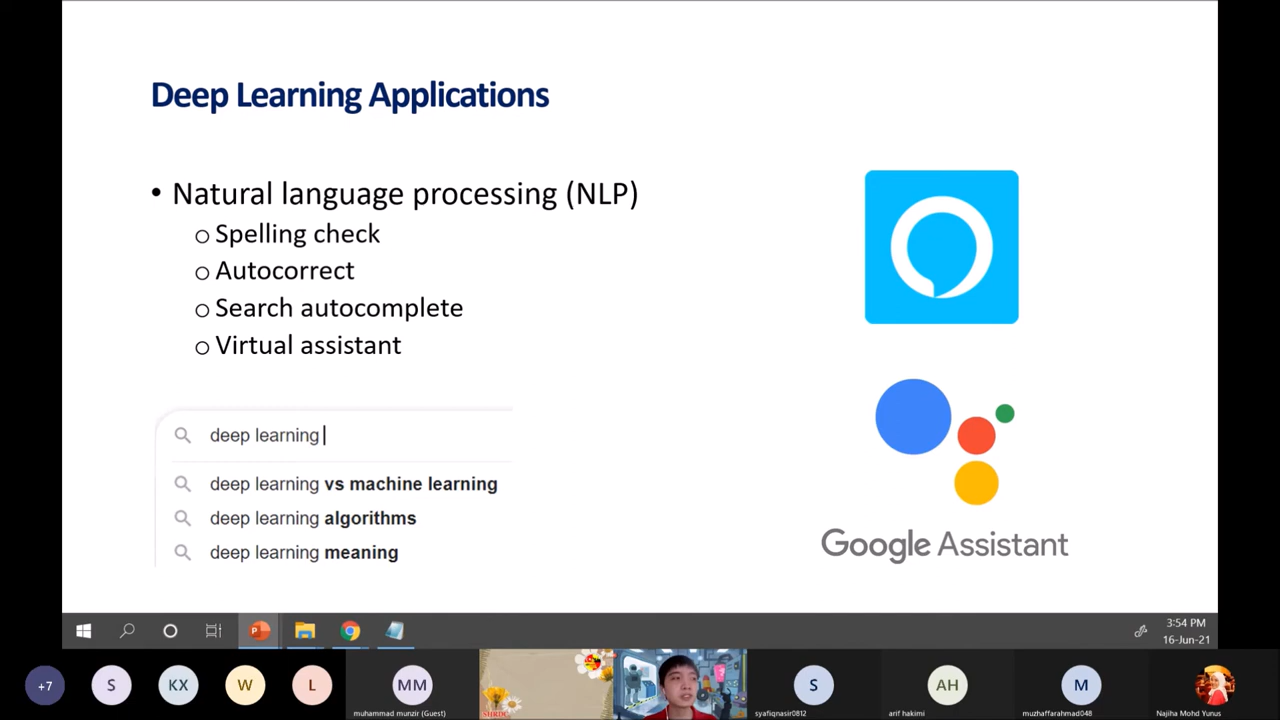 Deep Learning Applications
• Natural language processing (NLP)
o Spelling check
o Autocorrect
o Search autocomplete
o Virtual assistant
deep learning
deep learning vs machine learning
deep learning algorithms
deep learning meaning
Google Assistant
3:54 PM
16-Jun-21
+7
S
KX
W
L
MM
muhammad munzir (Guest)
SHRDC
S
syafiqnasir0812
AH
arif hakimi
M
muzhaffarahmad048
Najiha Mohd Yunus